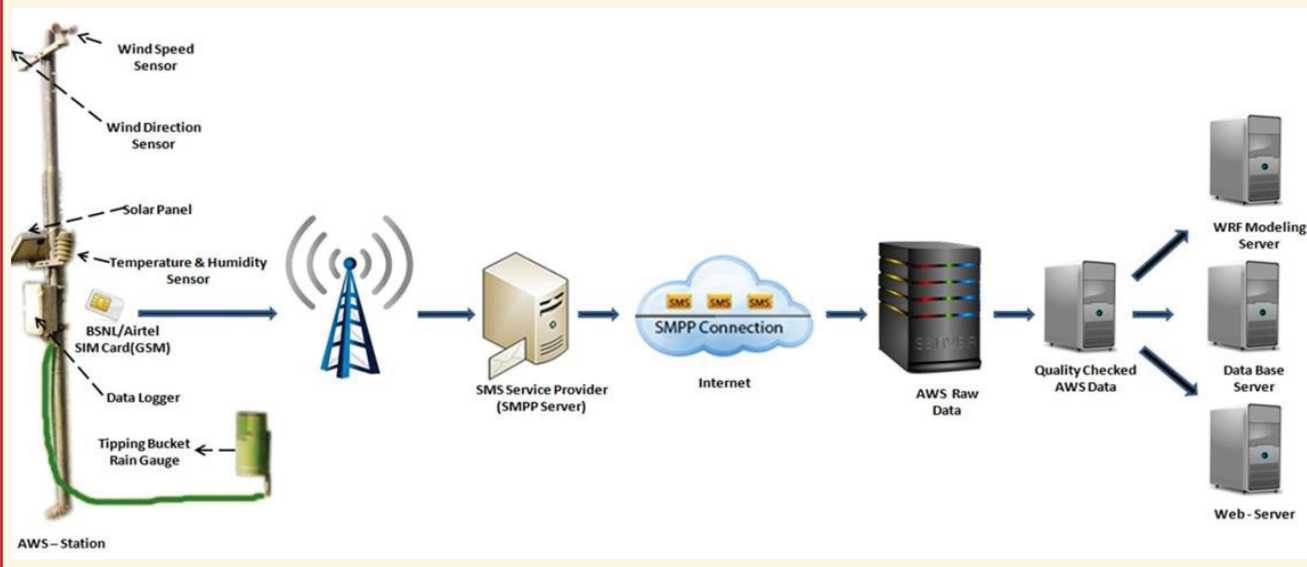 Wind Speed
Sensor
Wind Direction
Sensor
Solar Panel
Temperature & Humidity
Sensor
BSNL/Airtel
SIM Card(GSM)
Data Logger
Tipping Bucket
Rain Gauge
AWS – Station
SMS Service Provider
(SMPP Server)
SMS SMS SMS
SMPP Connection
Internet
SERVER
AWS Raw
Data
Quality Checked
AWS Data
WRF Modeling
Server
Data Base
Server
Web - Server